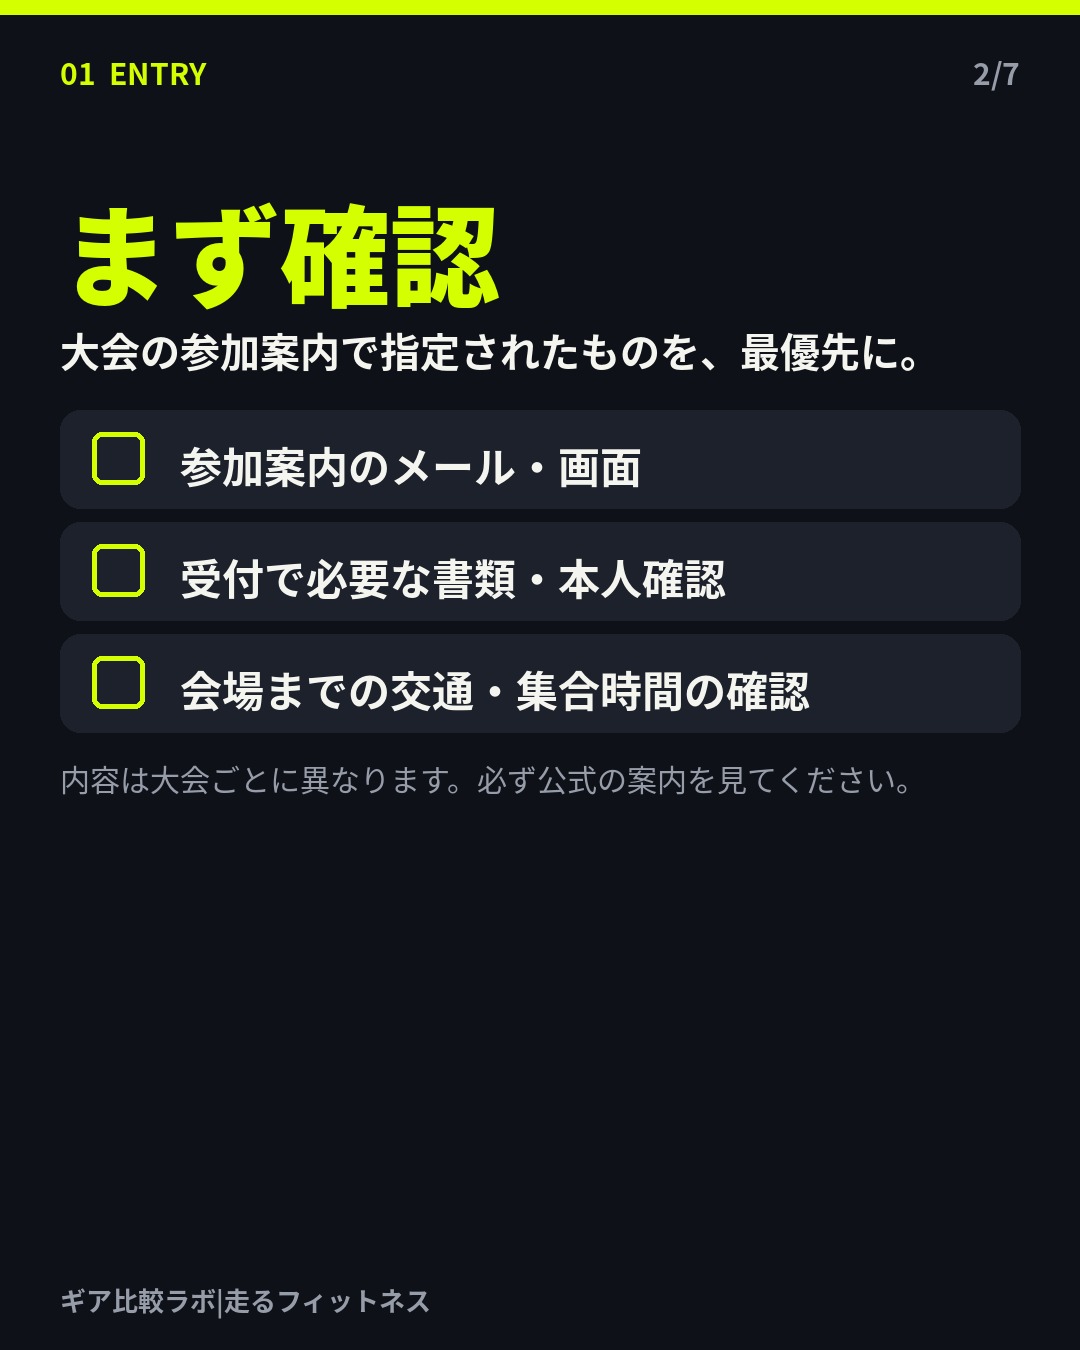 01 ENTRY
2/7
まず確認
大会の参加案内で指定されたものを、最優先に。
参加案内のメール・画面
受付で必要な書類・本人確認
会場までの交通・集合時間の確認
内容は大会ごとに異なります。必ず公式の案内を見てください。
ギア比較ラボ|走るフィットネス